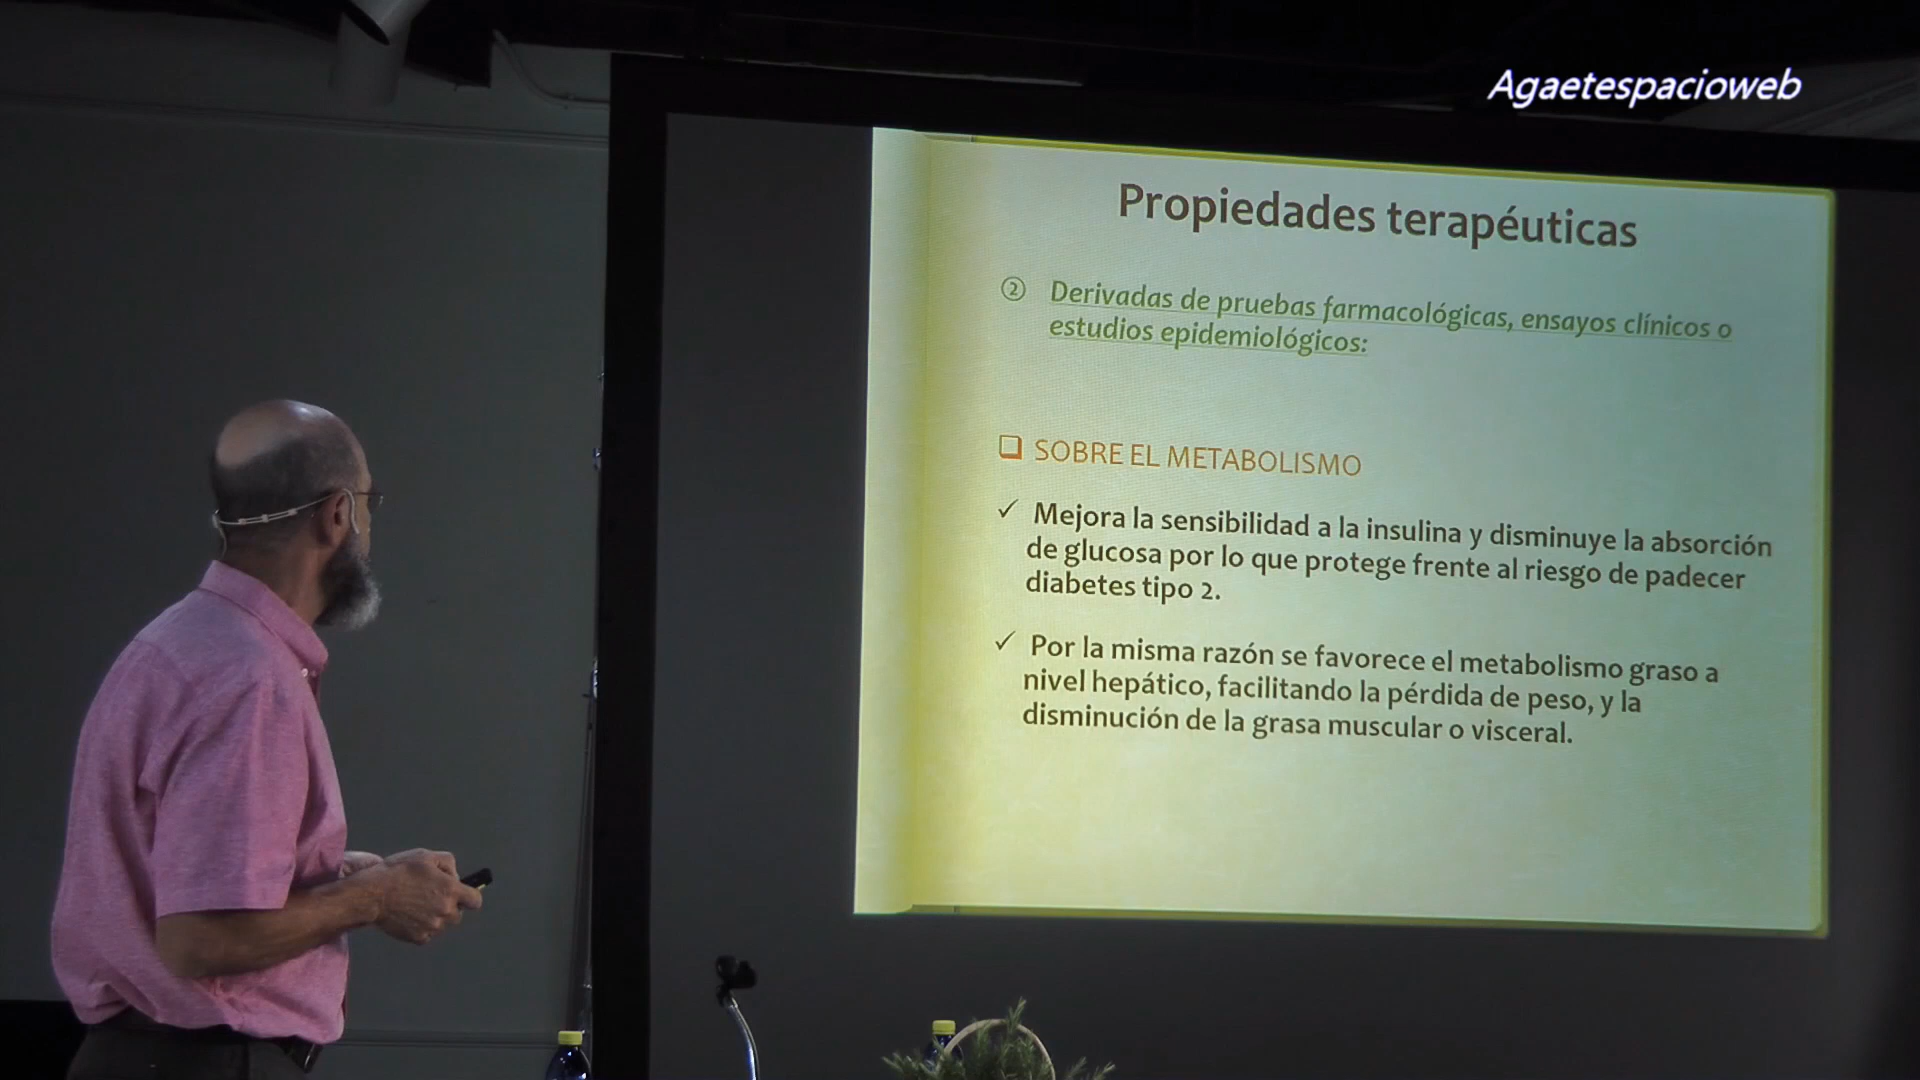 Agaetespacioweb
Propiedades terapéuticas
② Derivadas de pruebas farmacológicas, ensayos clínicos o
estudios epidemiológicos:
❑ SOBRE EL METABOLISMO
✓ Mejora la sensibilidad a la insulina y disminuye la absorción
de glucosa por lo que protege frente al riesgo de padecer
diabetes tipo 2.
✓ Por la misma razón se favorece el metabolismo graso a
nivel hepático, facilitando la pérdida de peso, y la
disminución de la grasa muscular o visceral.